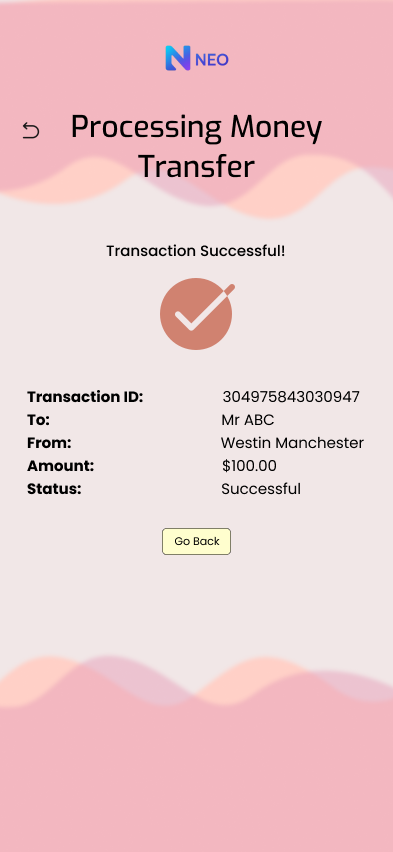 NEO
Processing Money
Transfer
Transaction Successful!
Transaction ID: 304975843030947
To: Mr ABC
From: Westin Manchester
Amount: $100.00
Status: Successful
Go Back